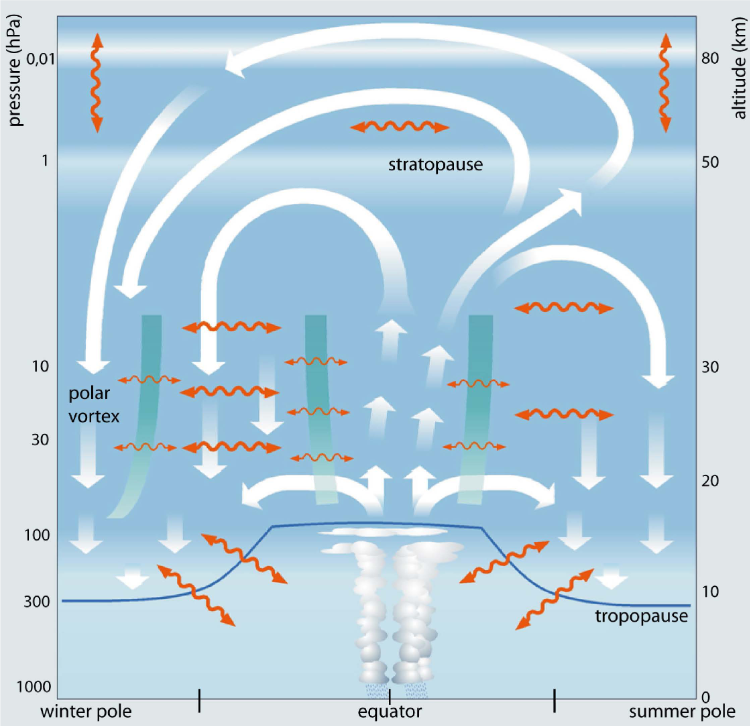 pressure (hPa)
altitude (km)
0,01
80
stratopause
1
50
10
30
polar
vortex
30
20
100
300
10
tropopause
1000
0
winter pole
equator
summer pole